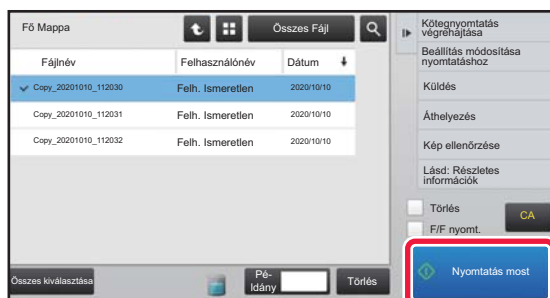 Fő Mappa
Összes Fájl
Fájlnév Felhasználónév Dátum
Copy_20201010_112030 Felh. Ismeretlen 2020/10/10
Copy_20201010_112031 Felh. Ismeretlen 2020/10/10
Copy_20201010_112032 Felh. Ismeretlen 2020/10/10
Összes kiválasztása
Pé-
ldány
Törlés
Kötegnyomtatás
végrehajtása
Beállítás módosítása
nyomtatáshoz
Küldés
Áthelyezés
Kép ellenőrzése
Lásd: Részletes
információk
Törlés
F/F nyomt.
CA
Nyomtatás most